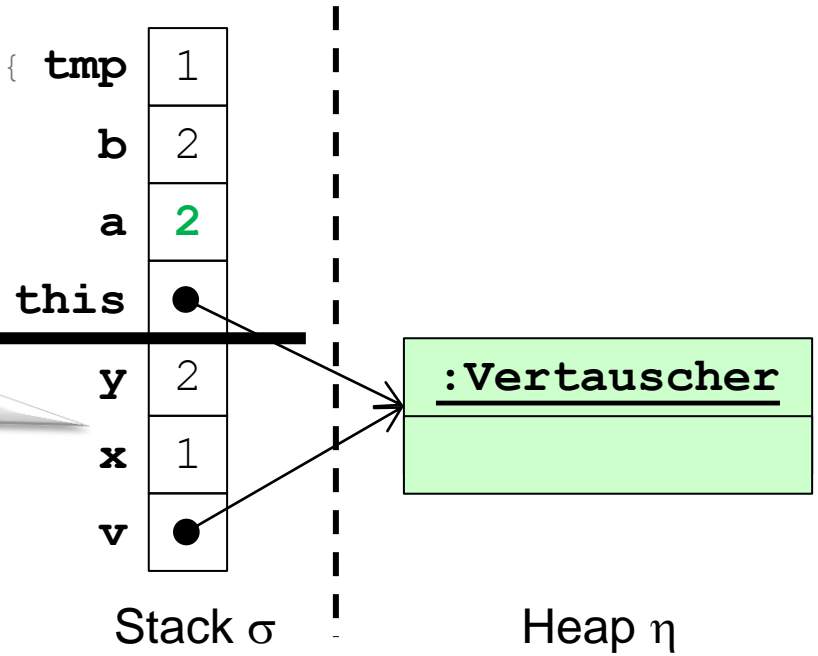 { tmp 1
b 2
a 2
this
y 2
:Vertauscher
x 1
v
Stack σ
Heap η